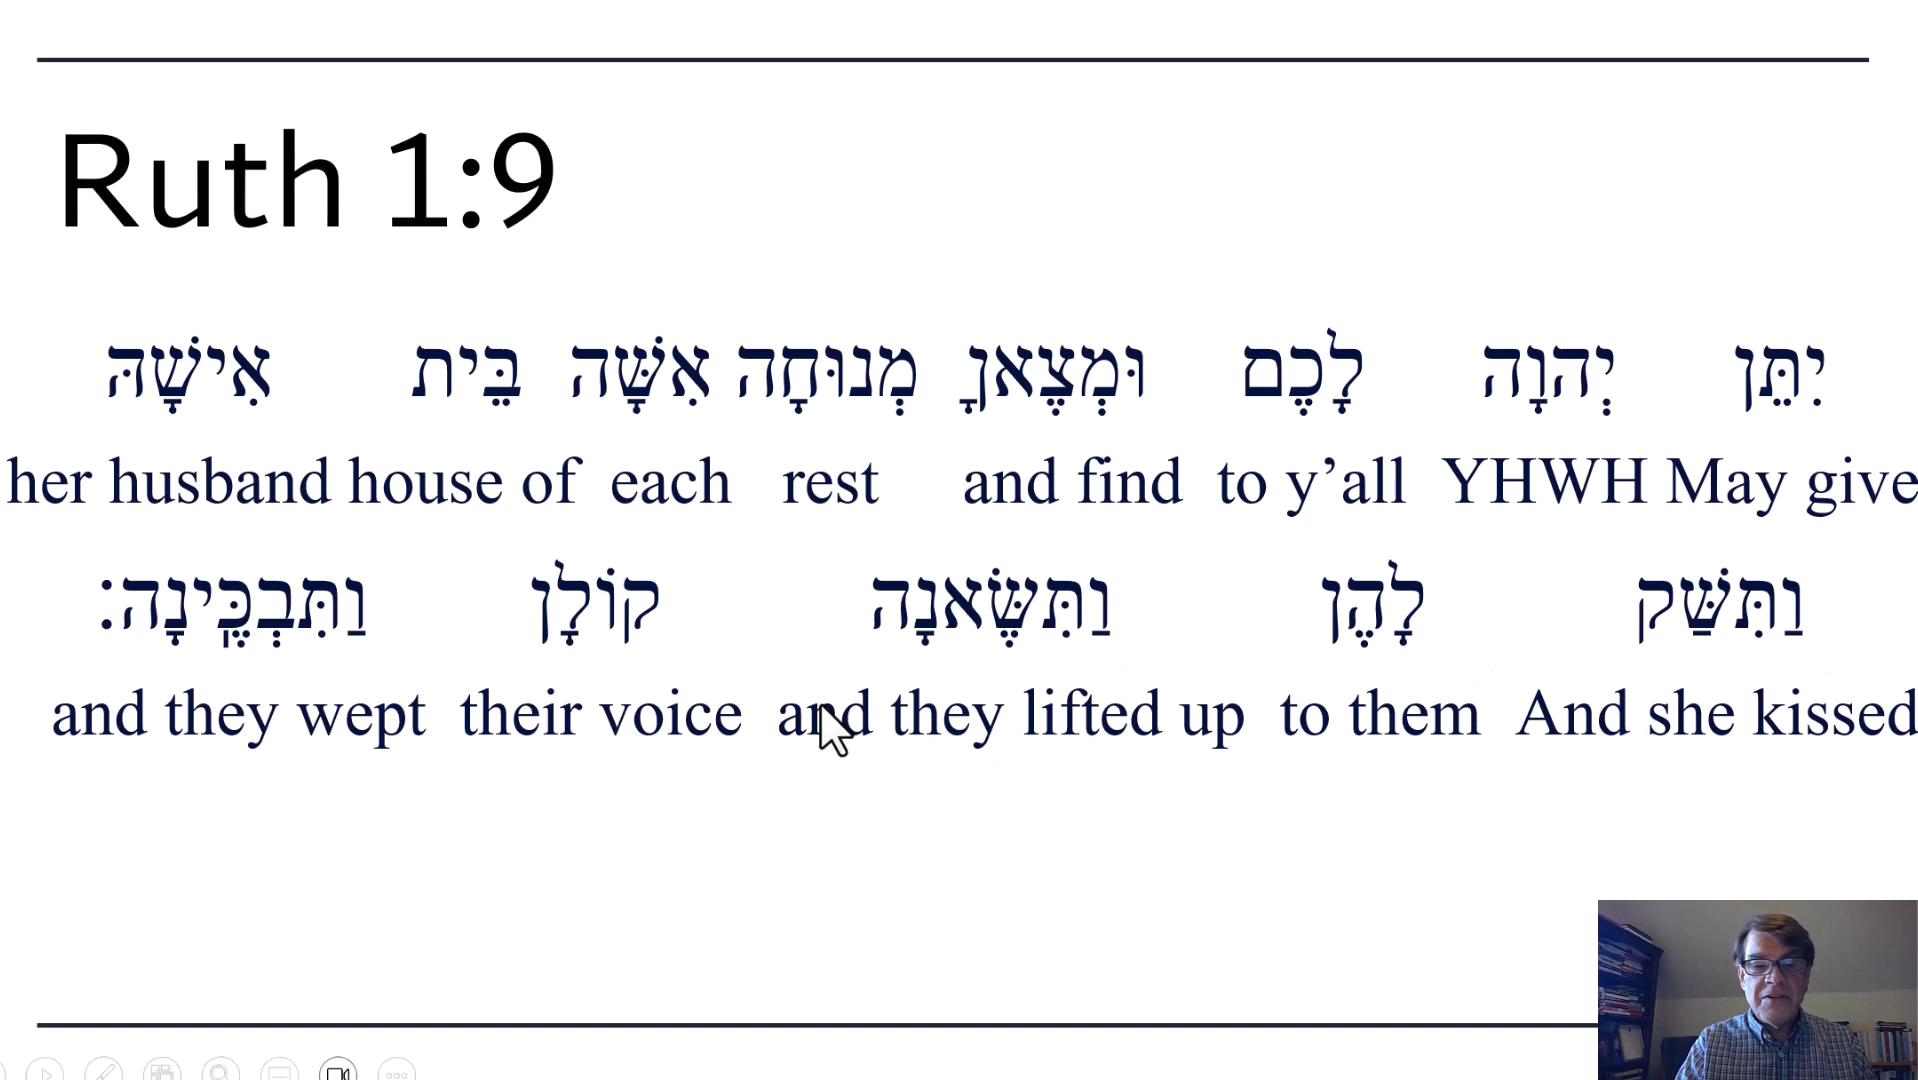 Ruth 1:9
יִתֵּן יְהוָה לָכֶם וּמְצֶאןָ מְנוּחָה אִשָּׁה בֵּית אִישָׁהּ
her husband house of each rest and find to y’all YHWH May give
וַתִּשַּׁק לָהֶן וַתִּשֶּׂאנָה קוֹלָן וַתִּבְכֶּֽינָה׃
and they wept their voice and they lifted up to them And she kissed